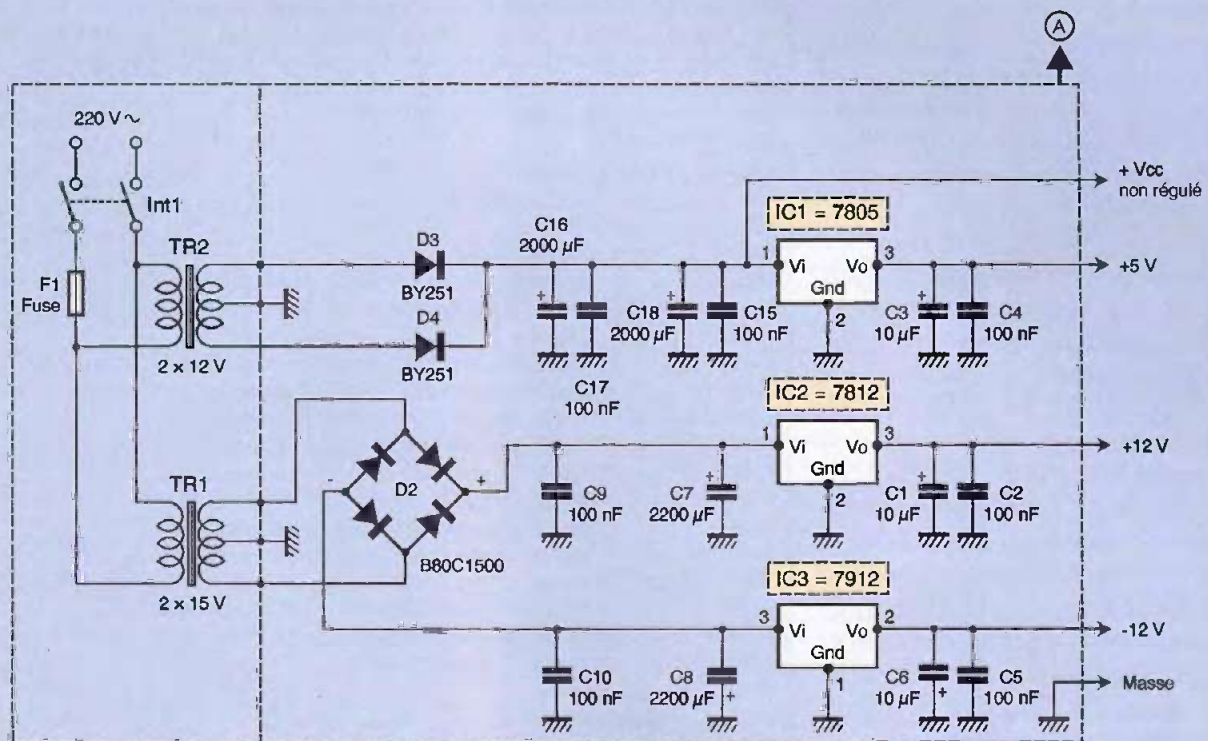 A
220 V ~
Int1
F1
Fuse
TR2
2 x 12 V
D3
BY251
D4
BY251
C16
2000 µF
+
C17
100 nF
C18
2000 µF
+
C15
100 nF
IC1 = 7805
1
Vi
Vo
3
Gnd
2
C3
10 µF
+
C4
100 nF
+ Vcc
non régulé
+5 V
TR1
2 x 15 V
-
D2
+
B80C1500
C9
100 nF
C7
2200 µF
+
IC2 = 7812
1
Vi
Vo
3
Gnd
2
C1
10 µF
+
C2
100 nF
+12 V
C10
100 nF
C8
2200 µF
+
IC3 = 7912
3
Vi
Vo
2
Gnd
1
C6
10 µF
+
C5
100 nF
-12 V
Masse